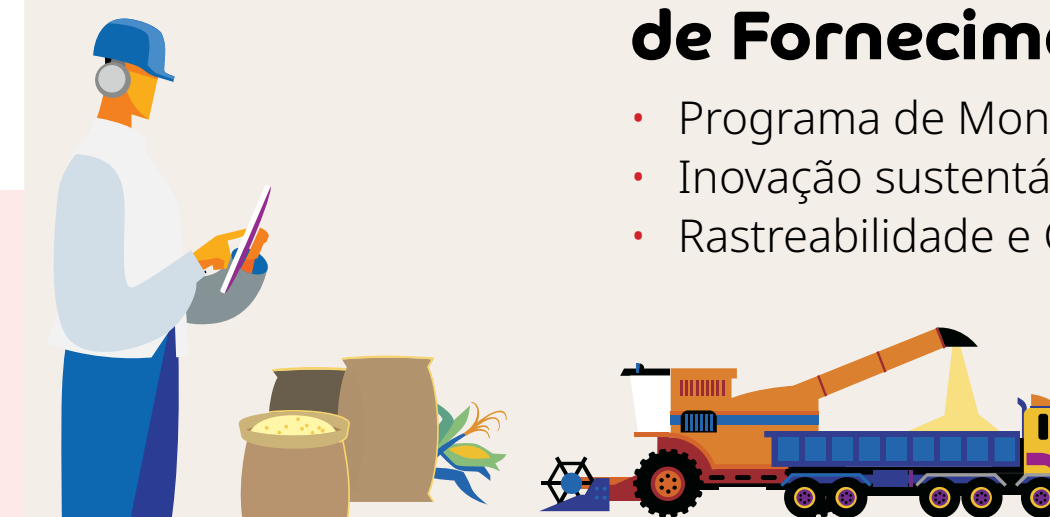 de Fornecim
• Programa de Mon
• Inovação sustentá
• Rastreabilidade e